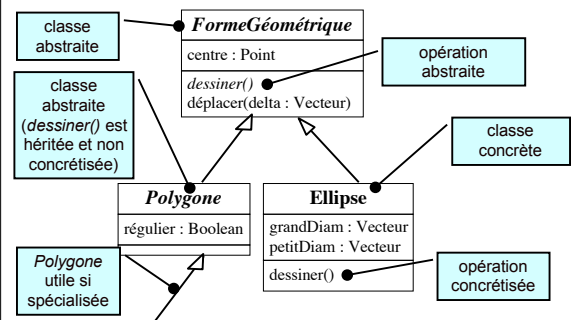 classe
abstraite
FormeGéométrique
centre : Point
dessiner()
déplacer(delta : Vecteur)
opération
abstraite
classe
abstraite
(dessiner() est
héritée et non
concrétisée)
classe
concrète
Polygone
régulier : Boolean
Ellipse
grandDiam : Vecteur
petitDiam : Vecteur
dessiner()
Polygone
utile si
spécialisée
opération
concrétisée